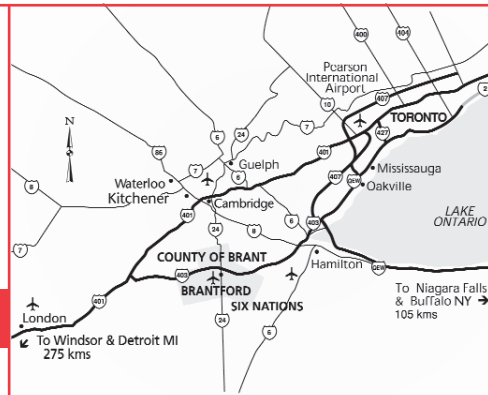 400
404
Pearson
International
Airport
10
407
2
TORONTO
427
N
6
24
7
401
86
7
Guelph
6
Mississauga
407
QEW
Oakville
8
Waterloo
Kitchener
Cambridge
401
LAKE
ONTARIO
7
6
403
8
COUNTY OF BRANT
403
Hamilton
QEW
BRANTFORD
SIX NATIONS
To Niagara Falls
& Buffalo NY →
105 kms
401
London
24
6
↙ To Windsor & Detroit MI
275 kms